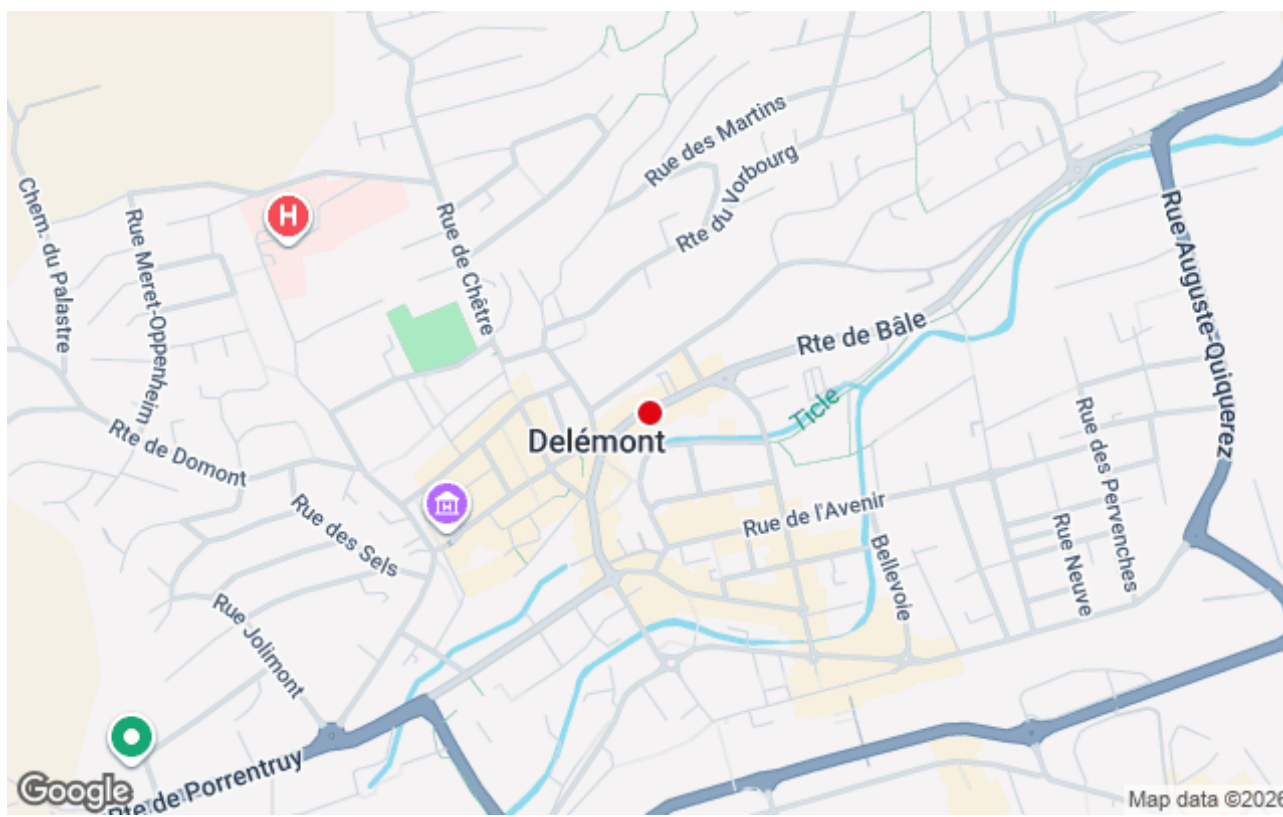 Rue des Martins
Rte du Vorbourg
Rue Auguste-Quiquerez
H
Rue Meret-Oppenheim
Chem. du Palastre
Rue de Chêtre
Rte de Bâle
Ticle
Delémont
Rte de Domont
Rue des Sels
Rue Jolimont
Rue de l'Avenir
Bellevoie
Rue Neuve
Rue des Pervenches
Rte de Porrentruy
Google
Map data ©2026